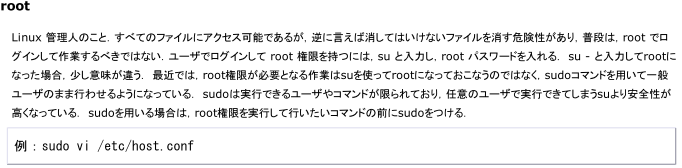 root
Linux 管理人のこと. すべてのファイルにアクセス可能であるが, 逆に言えば消してはいけないファイルを消す危険性があり, 普段は, root でロ
グインして作業するべきではない. ユーザでログインして root 権限を持つには, su と入力し, root パスワードを入れる.  su - と入力してrootに
なった場合, 少し意味が違う.  最近では, root権限が必要となる作業はsuを使ってrootになっておこなうのではなく, sudoコマンドを用いて一般
ユーザのまま行わせるようになっている.  sudoは実行できるユーザやコマンドが限られており, 任意のユーザで実行できてしまうsuより安全性が
高くなっている.  sudoを用いる場合は, root権限を実行して行いたいコマンドの前にsudoをつける.
例：sudo vi /etc/host.conf